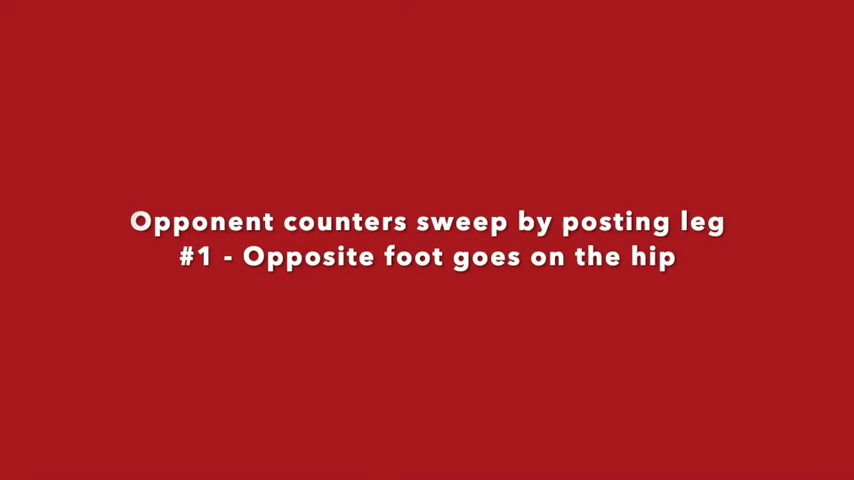 Opponent counters sweep by posting leg
#1 - Opposite foot goes on the hip